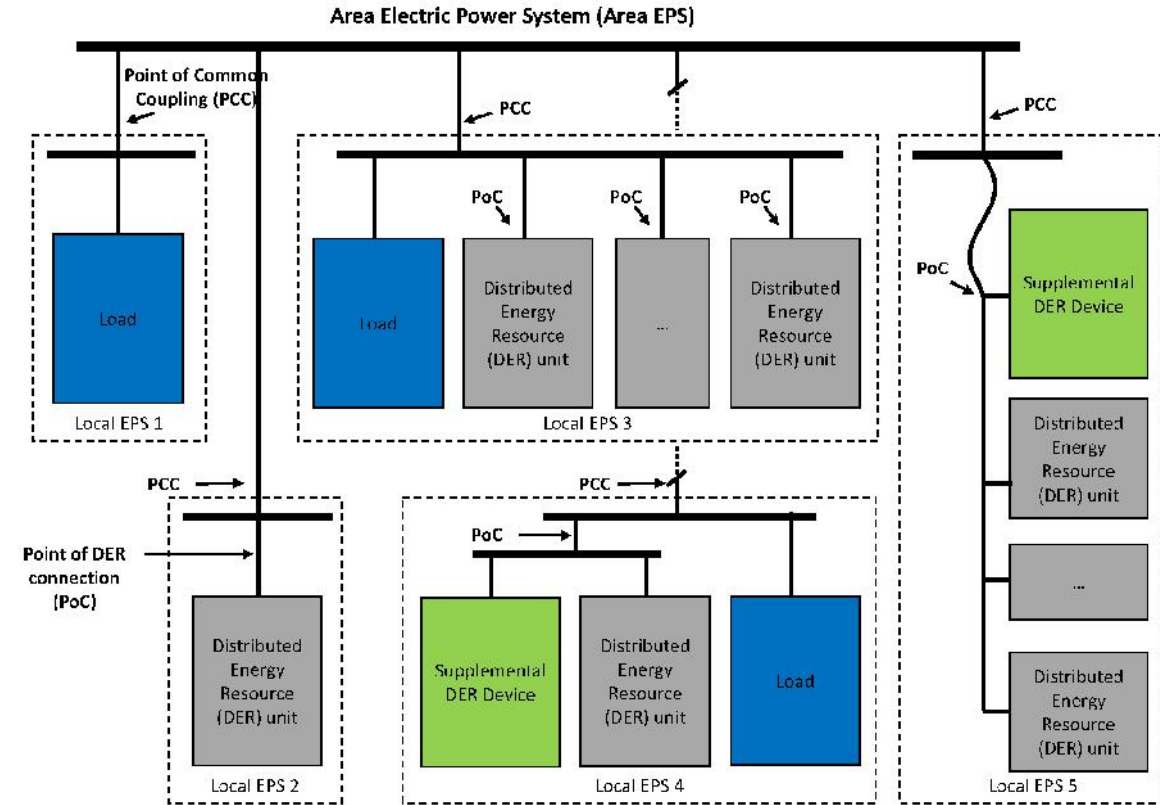 Area Electric Power System (Area EPS)
Point of Common
Coupling (PCC)
PCC
PCC
PoC
PoC
PoC
Load
Local EPS 1
Load
Distributed
Energy
Resource
(DER) unit
...
Distributed
Energy
Resource
(DER) unit
Local EPS 3
PoC
Supplemental
DER Device
Distributed
Energy
Resource
(DER) unit
...
Distributed
Energy
Resource
(DER) unit
Local EPS 5
PCC
Point of DER
connection
(PoC)
Distributed
Energy
Resource
(DER) unit
Local EPS 2
PCC
PoC
Supplemental
DER Device
Distributed
Energy
Resource
(DER) unit
Load
Local EPS 4